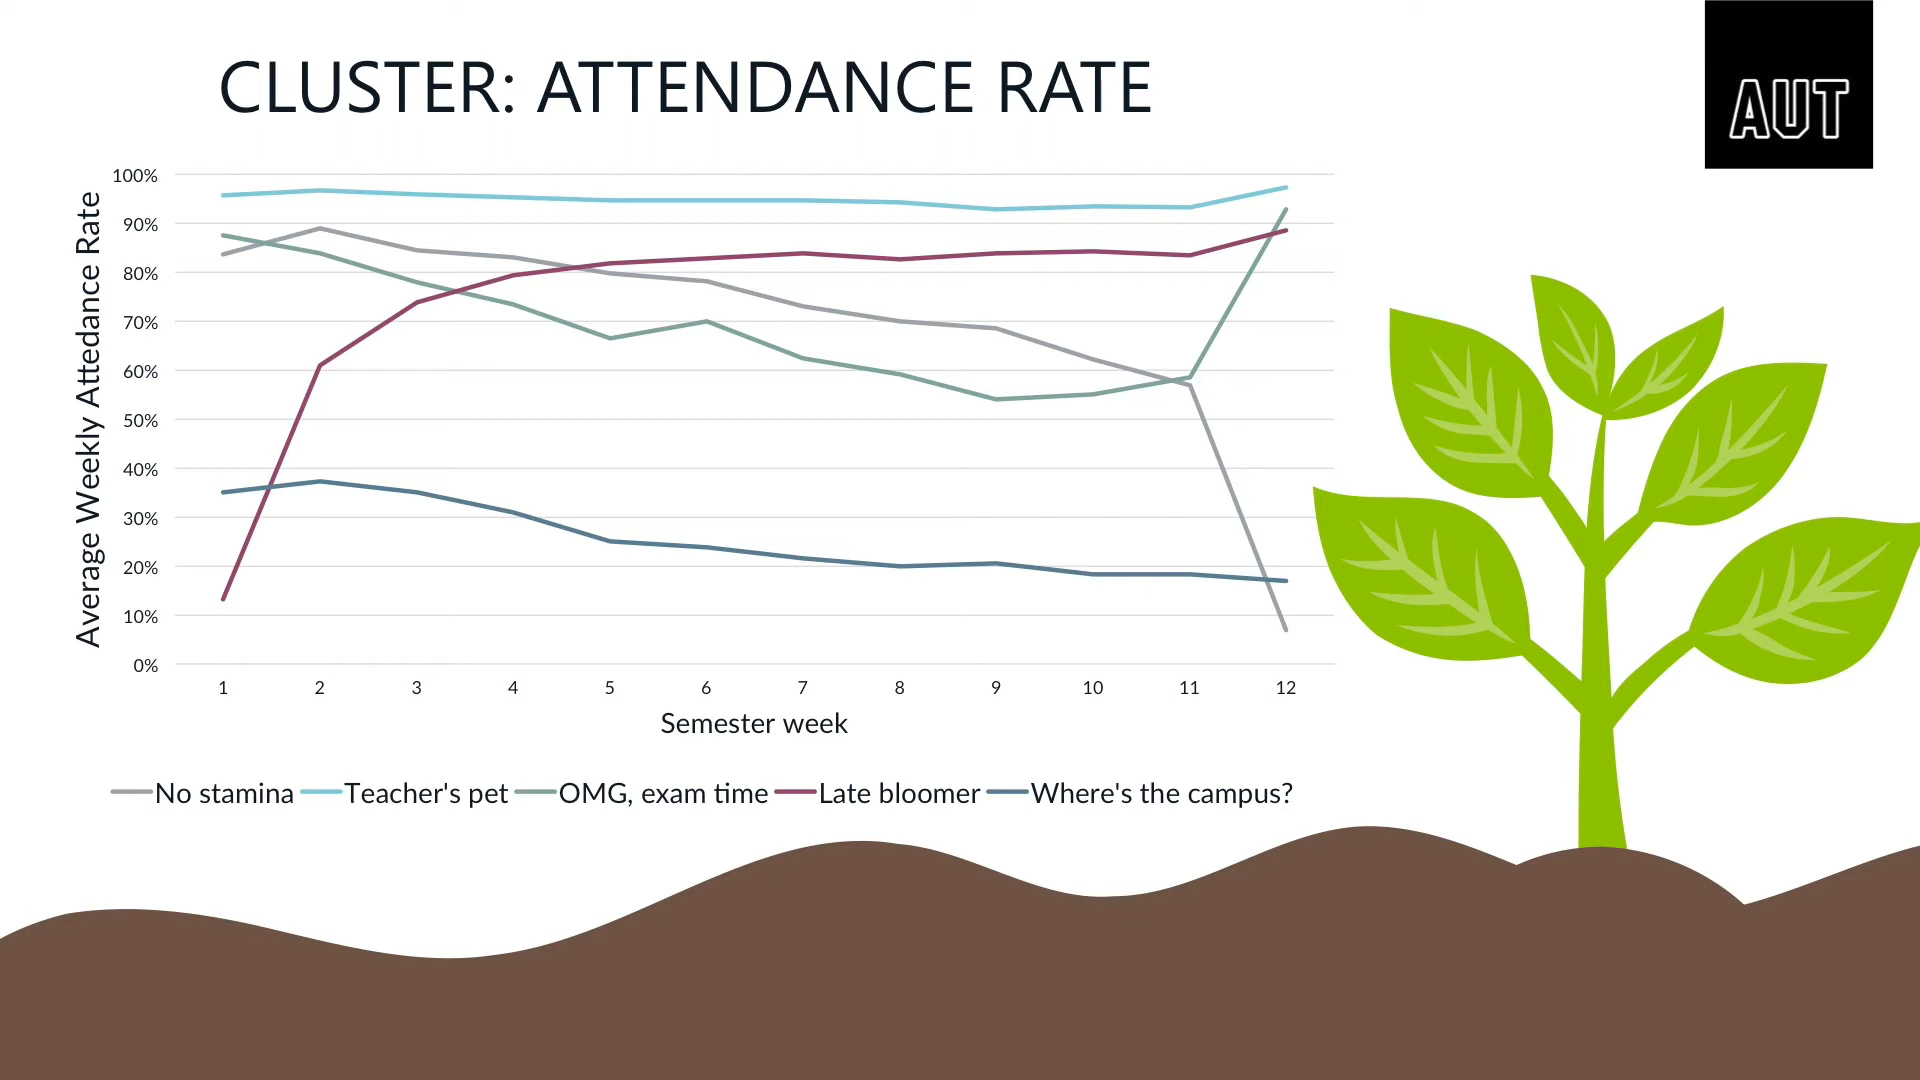 CLUSTER: ATTENDANCE RATE
AUT
Average Weekly Attedance Rate
100%
90%
80%
70%
60%
50%
40%
30%
20%
10%
0%
1 2 3 4 5 6 7 8 9 10 11 12
Semester week
No stamina Teacher's pet OMG, exam time Late bloomer Where's the campus?